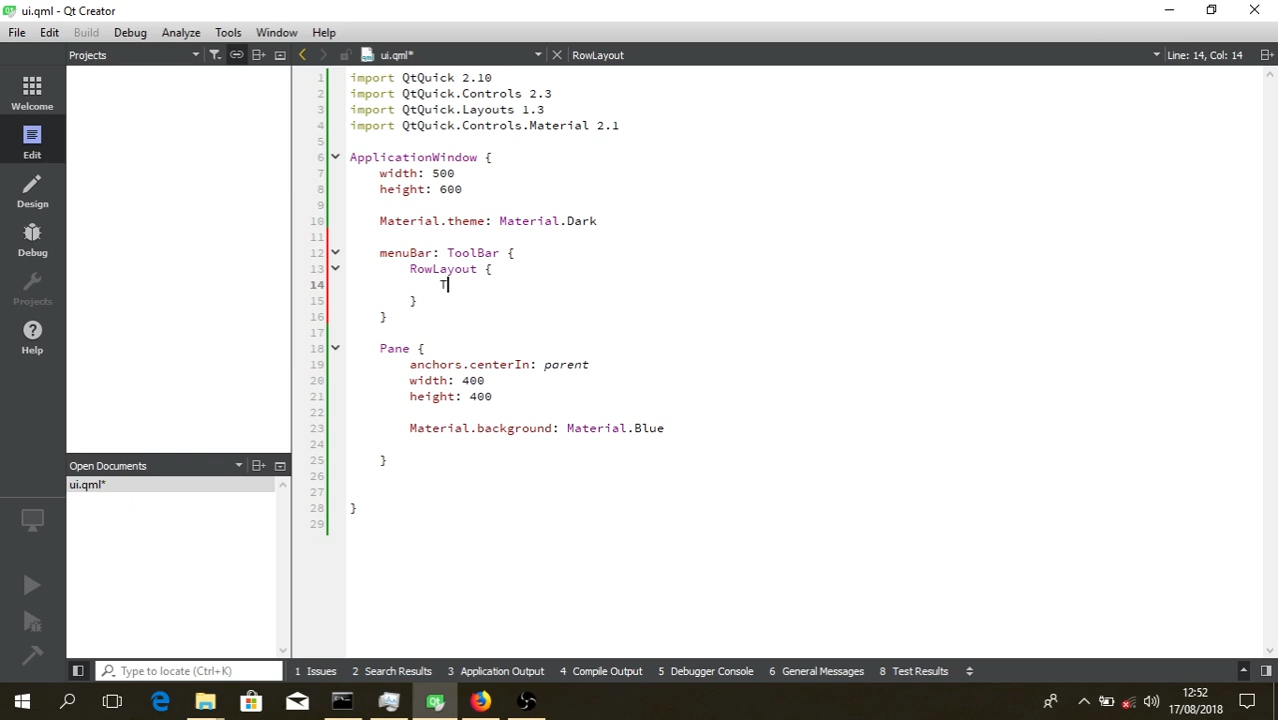 ui.qml - Qt Creator
File Edit Build Debug Analyze Tools Window Help
Projects ui.qml* RowLayout Line: 14, Col: 14
Welcome
Edit
Design
Debug
Projects
Help
1 import QtQuick 2.10
2 import QtQuick.Controls 2.3
3 import QtQuick.Layouts 1.3
4 import QtQuick.Controls.Material 2.1
5
6 ApplicationWindow {
7 width: 500
8 height: 600
9
10 Material.theme: Material.Dark
11
12 menuBar: ToolBar {
13 RowLayout {
14 T
15 }
16 }
17
18 Pane {
19 anchors.centerIn: parent
20 width: 400
21 height: 400
22
23 Material.background: Material.Blue
24
25 }
26
27
28 }
29
Open Documents
ui.qml*
Type to locate (Ctrl+K) 1 Issues 2 Search Results 3 Application Output 4 Compile Output 5 Debugger Console 6 General Messages 8 Test Results
12:52
17/08/2018